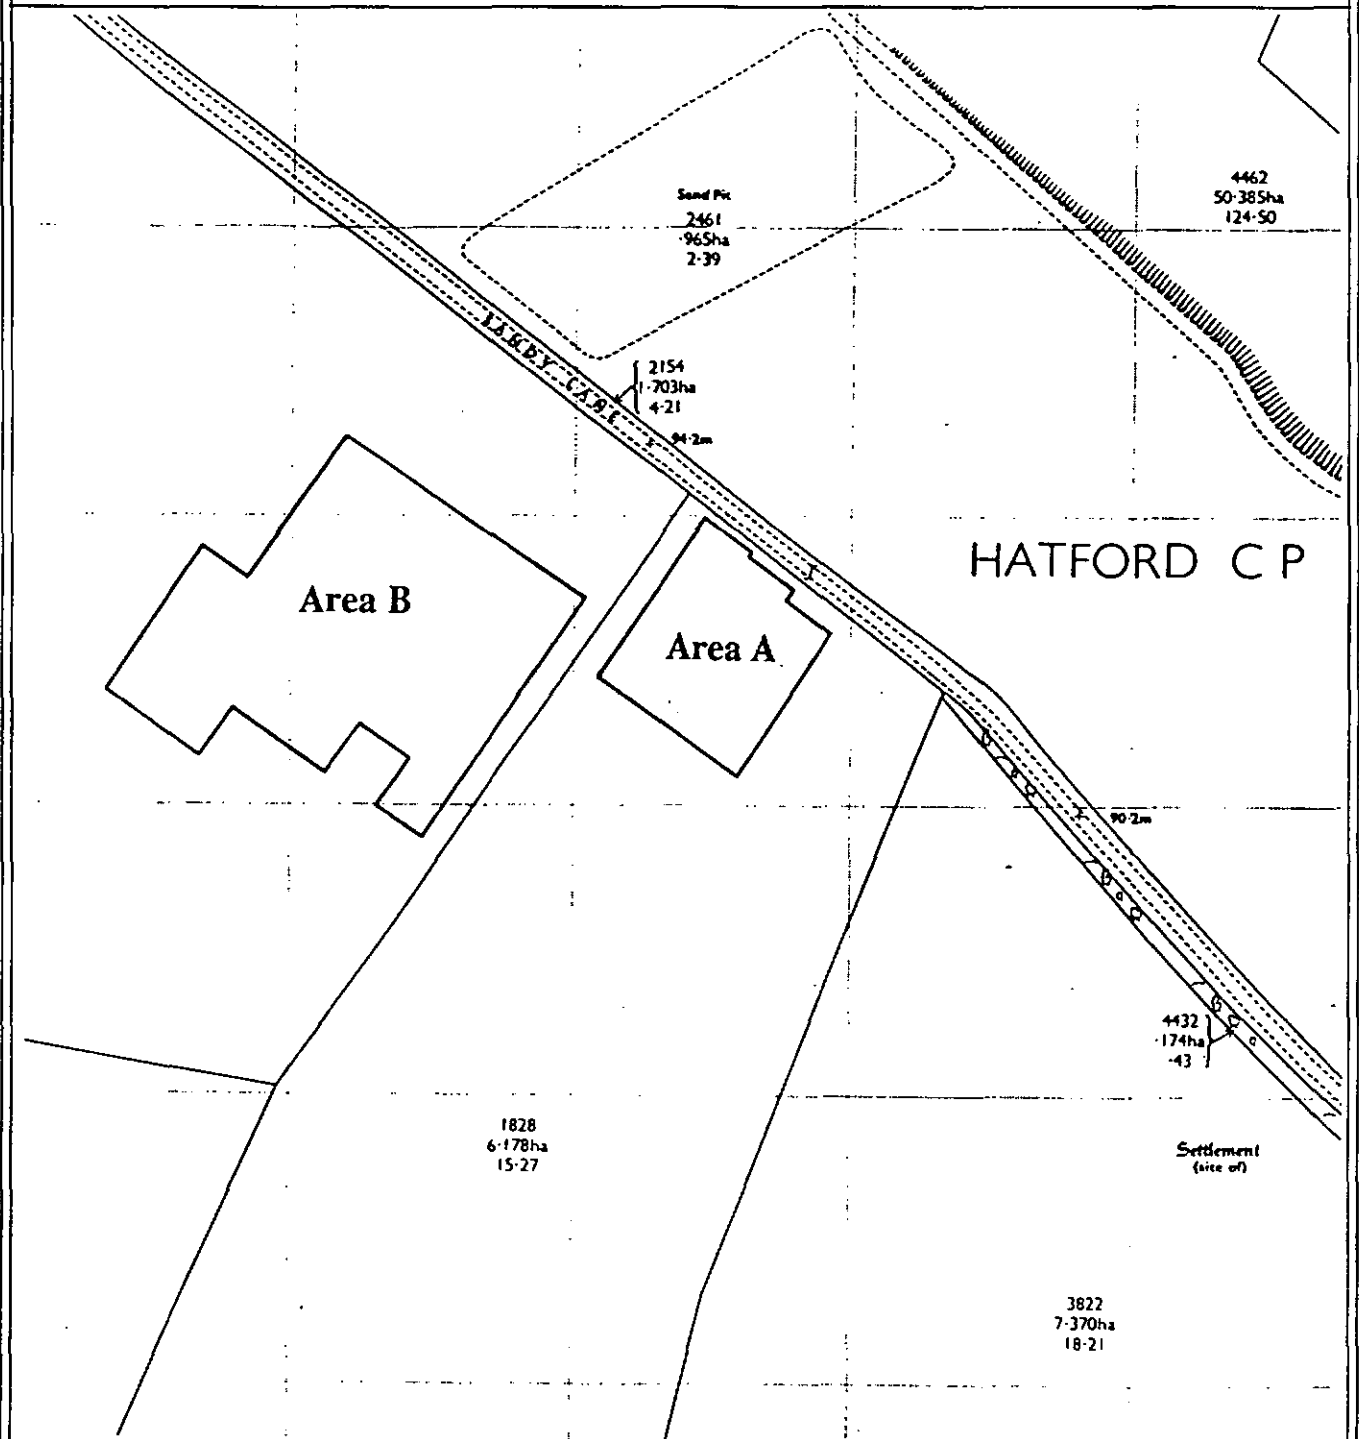 Sand Pit
2461
·965ha
2·39
4462
50·385ha
124·50
SANDY LANE
2154
1·703ha
4·21
94·2m
HATFORD C P
Area B
Area A
90·2m
4432
·174ha
·43
1828
6·178ha
15·27
Settlement
(site of)
3822
7·370ha
18·21